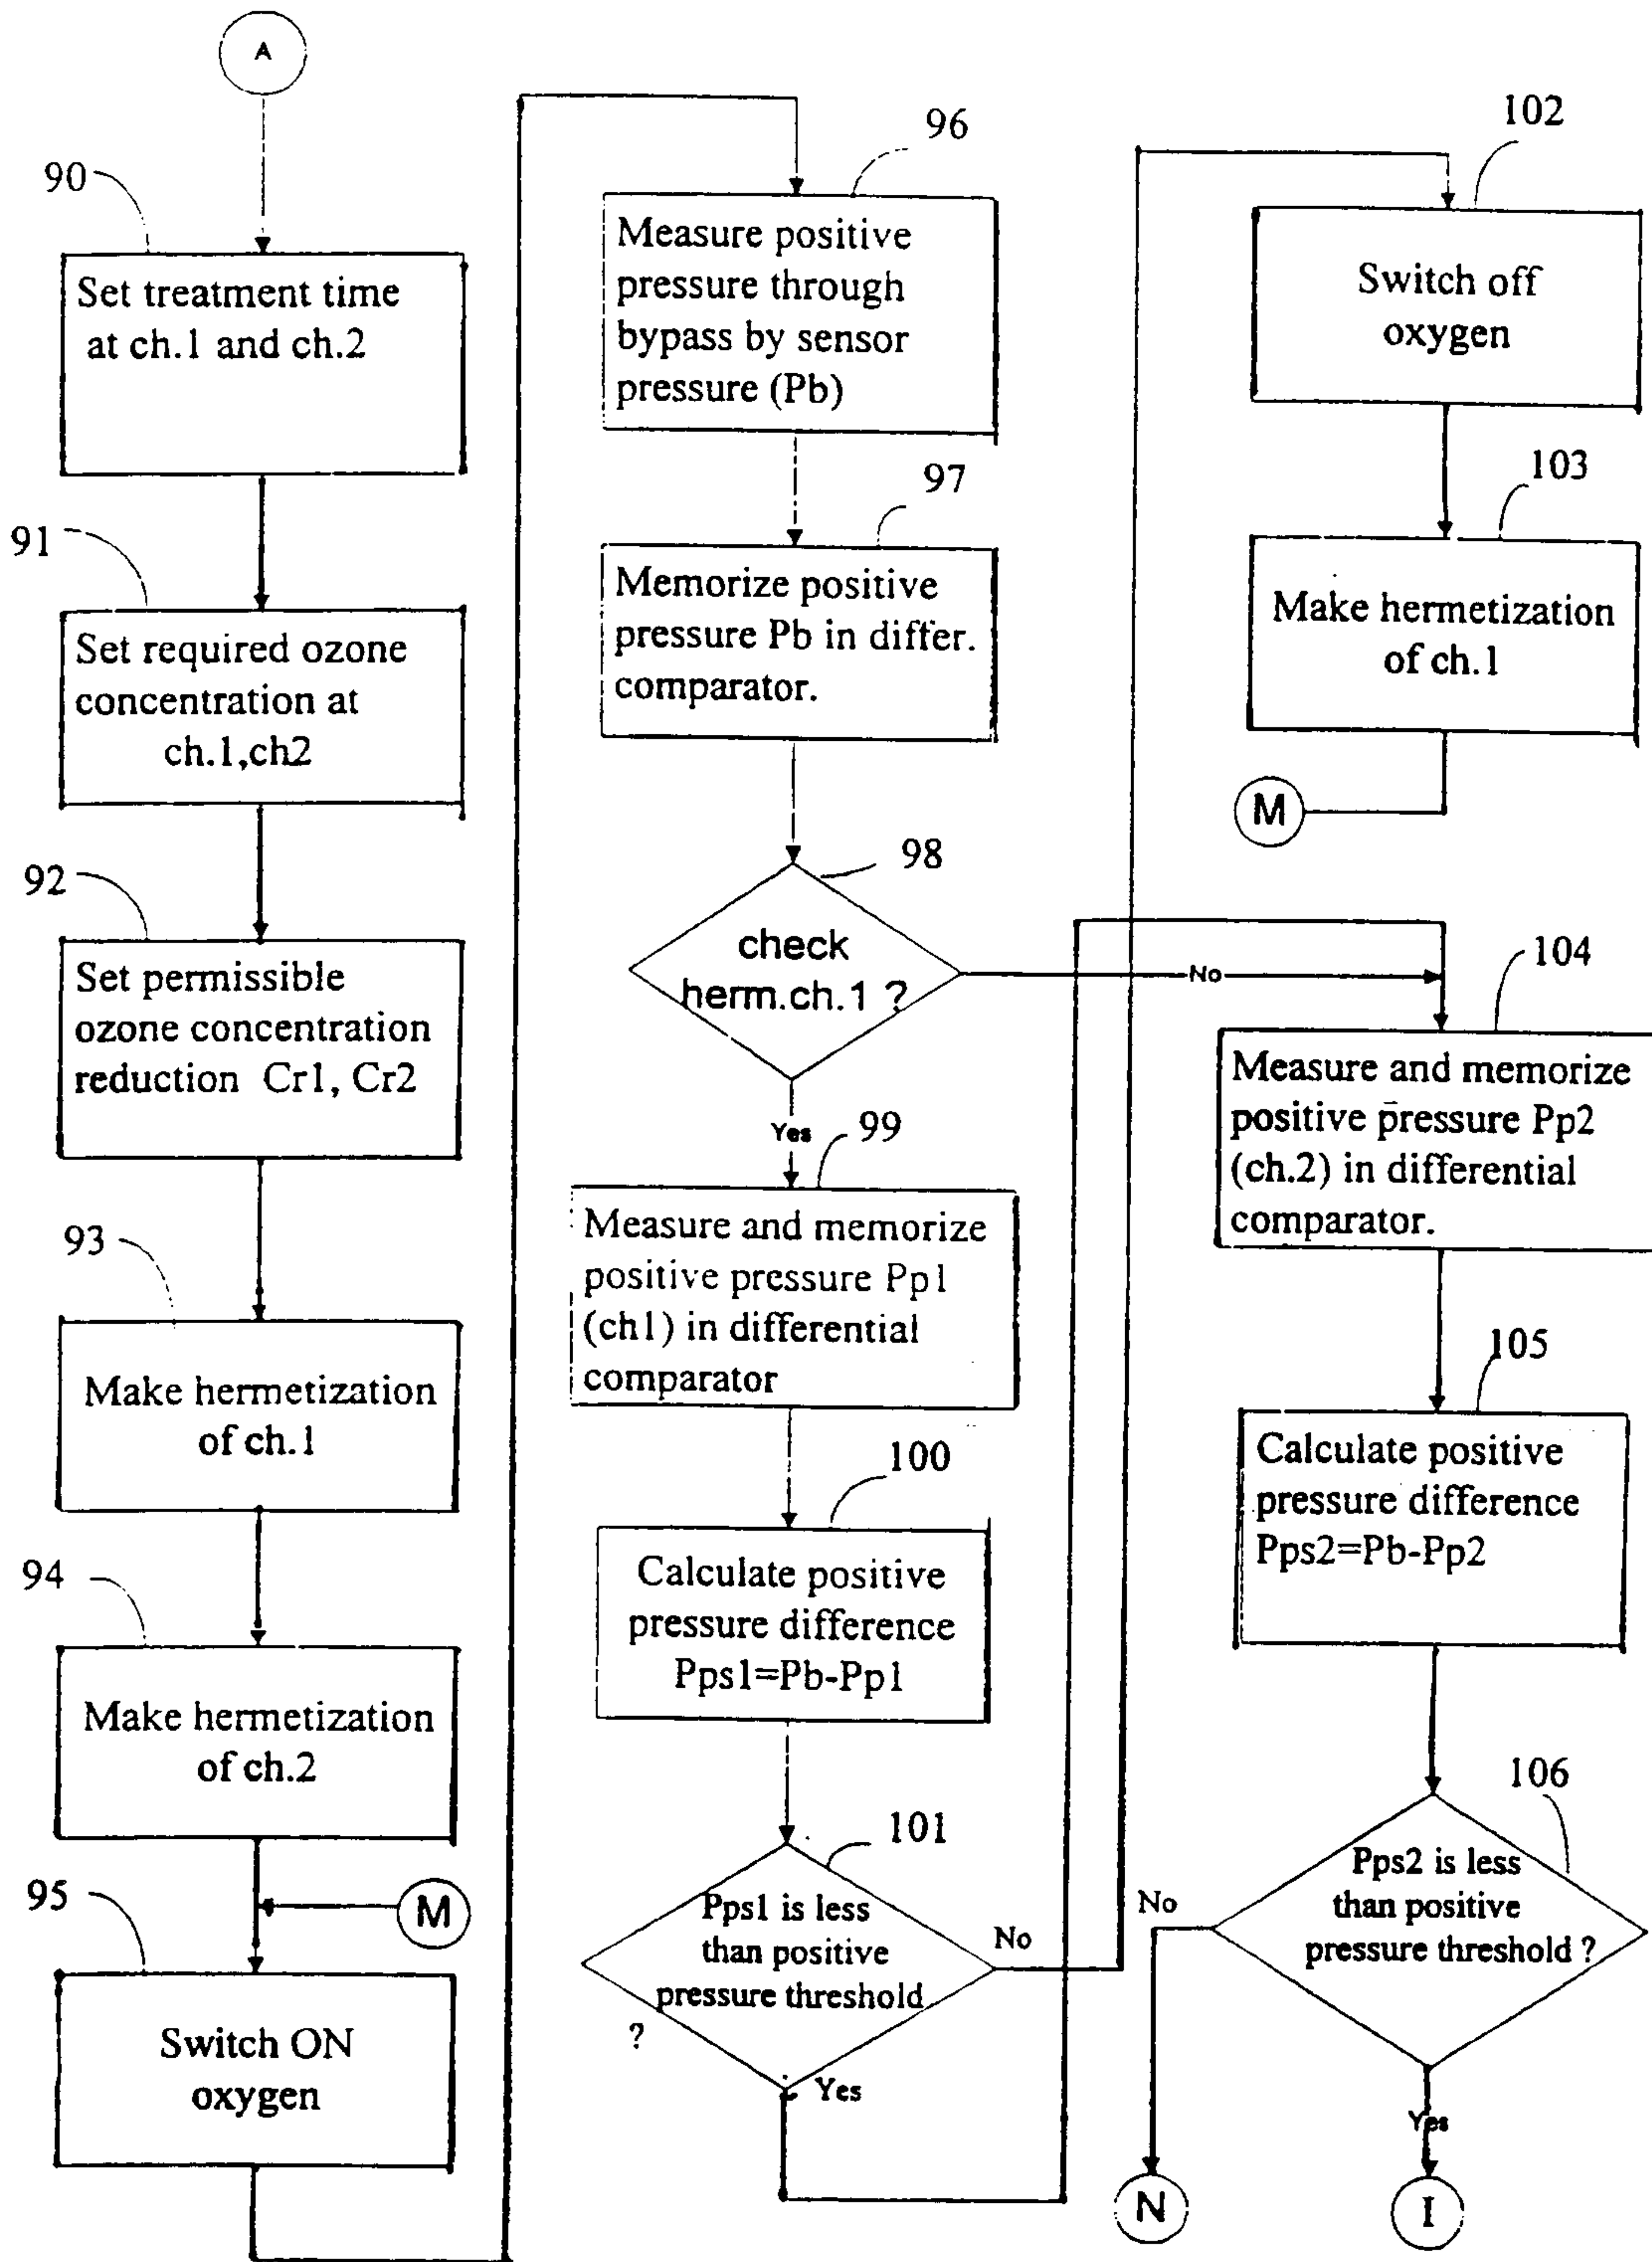 A
90
Set treatment time
at ch.1 and ch.2
91
Set required ozone
concentration at
ch.1,ch2
92
Set permissible
ozone concentration
reduction Cr1, Cr2
93
Make hermetization
of ch.1
94
Make hermetization
of ch.2
M
95
Switch ON
oxygen
96
Measure positive
pressure through
bypass by sensor
pressure (Pb)
97
Memorize positive
pressure Pb in differ.
comparator.
98
check
herm.ch.1 ?
No
Yes
99
Measure and memorize
positive pressure Pp1
(ch1) in differential
comparator
100
Calculate positive
pressure difference
Pps1=Pb-Pp1
101
Pps1 is less
than positive
pressure threshold
?
No
Yes
102
Switch off
oxygen
103
Make hermetization
of ch.1
M
104
Measure and memorize
positive pressure Pp2
(ch.2) in differential
comparator.
105
Calculate positive
pressure difference
Pps2=Pb-Pp2
106
Pps2 is less
than positive
pressure threshold ?
No
Yes
N
I